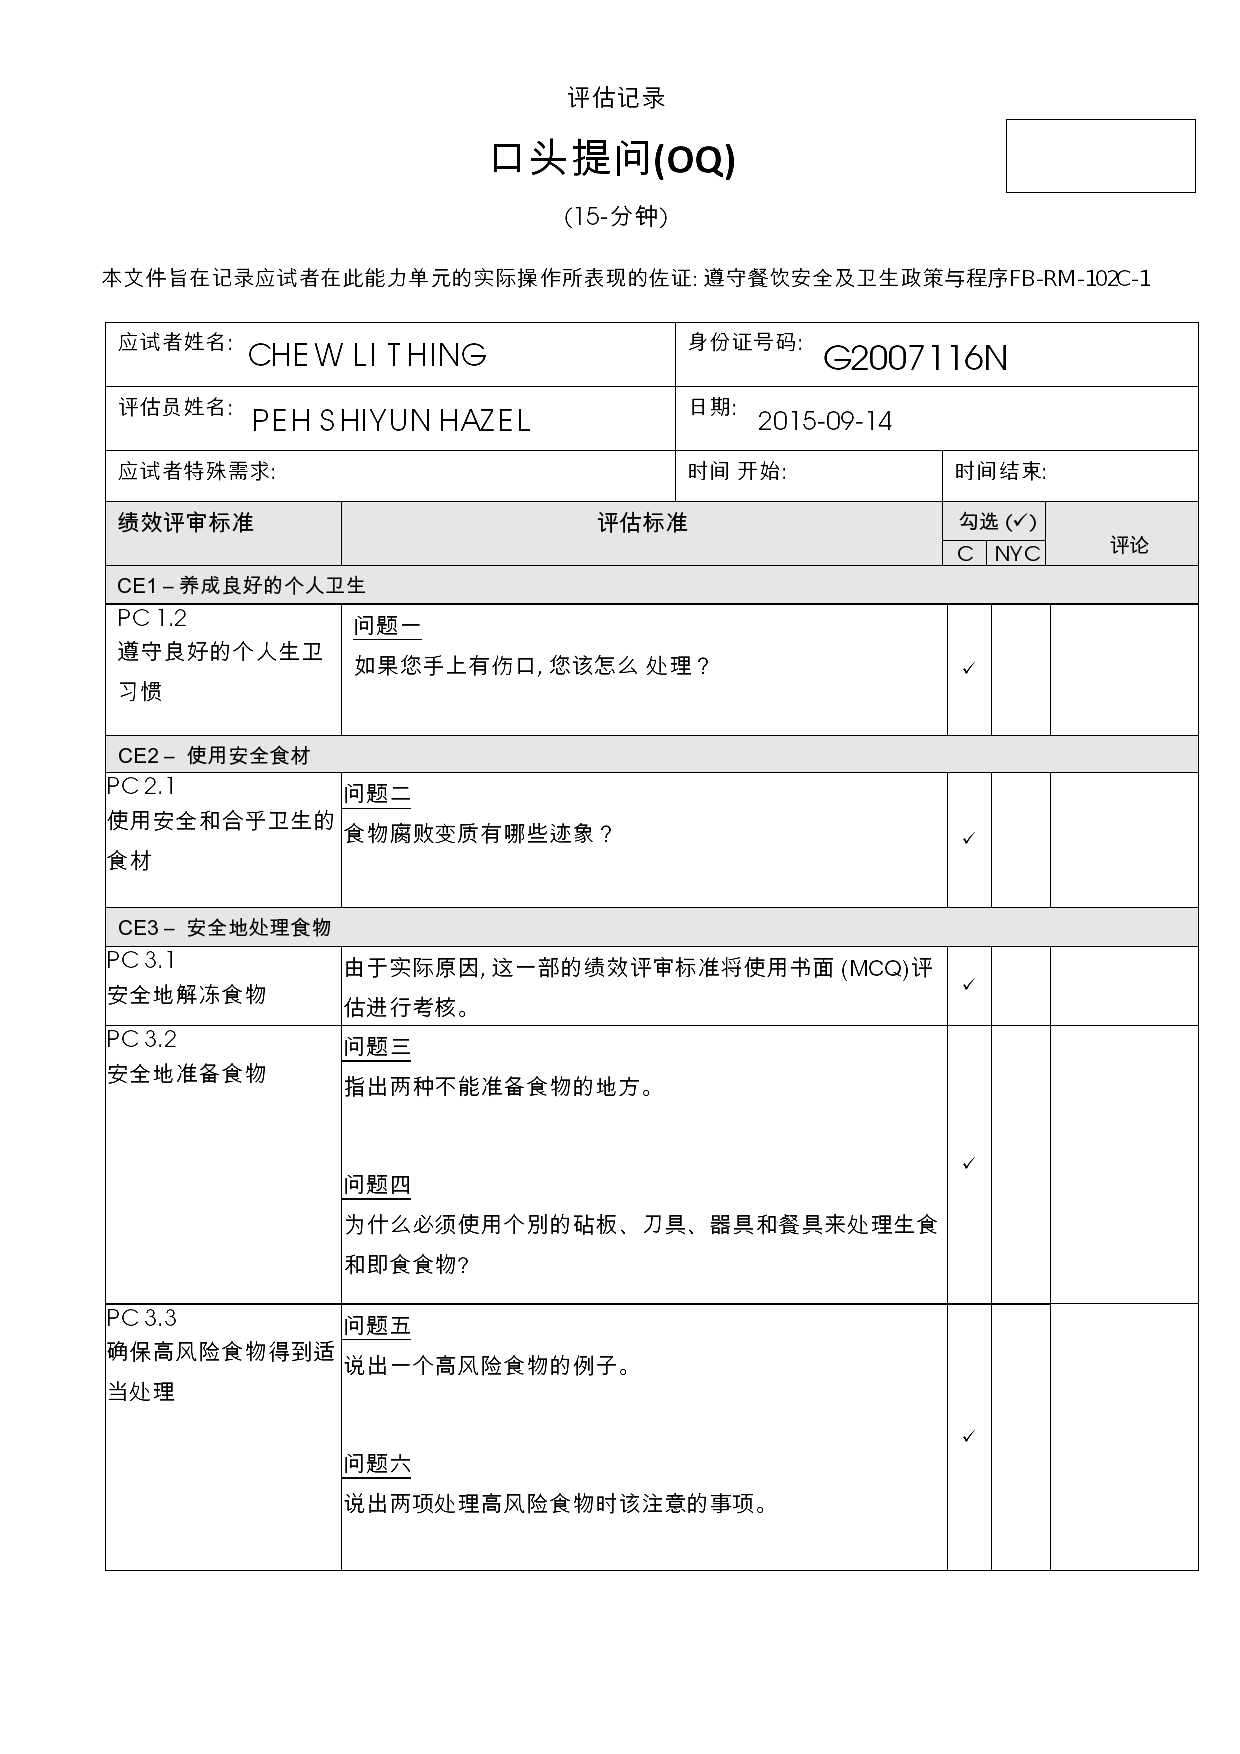 评估记录
口头提问(OQ)
(15-分钟)
本文件旨在记录应试者在此能力单元的实际操作所表现的佐证: 遵守餐饮安全及卫生政策与程序FB-RM-102C-1
应试者姓名: CHEW LI THING 身份证号码: G2007116N
评估员姓名: PEH SHIYUN HAZEL 日期: 2015-09-14
应试者特殊需求: 时间 开始: 时间结束:
绩效评审标准 评估标准 勾选 (✓) 评论
C NYC
CE1 – 养成良好的个人卫生
PC 1.2
遵守良好的个人生卫
习惯
问题一
如果您手上有伤口, 您该怎么 处理？
✓
CE2 – 使用安全食材
PC 2.1
使用安全和合乎卫生的
食材
问题二
食物腐败变质有哪些迹象？
✓
CE3 – 安全地处理食物
PC 3.1
安全地解冻食物
由于实际原因, 这一部的绩效评审标准将使用书面 (MCQ)评
估进行考核。
✓
PC 3.2
安全地准备食物
问题三
指出两种不能准备食物的地方。
问题四
为什么必须使用个別的砧板、刀具、器具和餐具来处理生食
和即食食物?
✓
PC 3.3
确保高风险食物得到适
当处理
问题五
说出一个高风险食物的例子。
问题六
说出两项处理高风险食物时该注意的事项。
✓